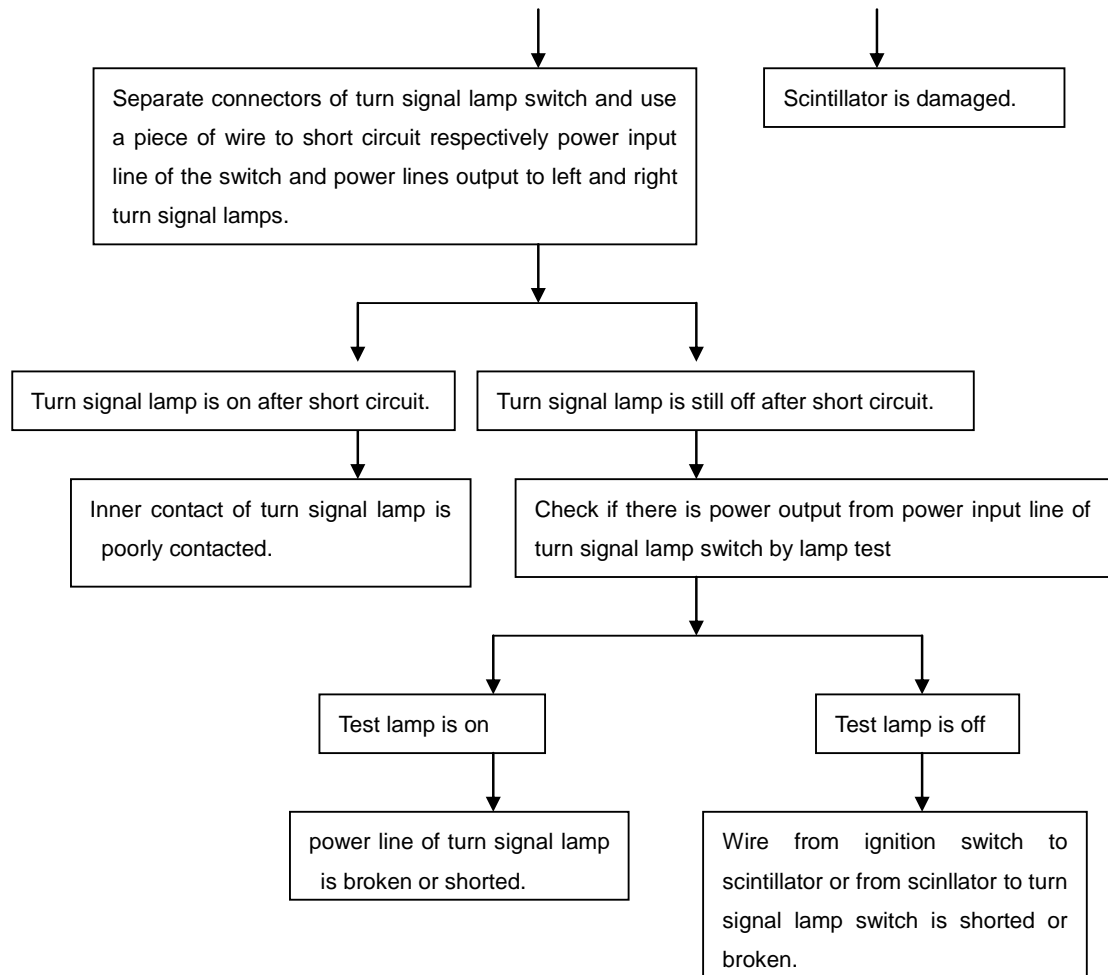 Separate connectors of turn signal lamp switch and use
a piece of wire to short circuit respectively power input
line of the switch and power lines output to left and right
turn signal lamps.
Scintillator is damaged.
Turn signal lamp is on after short circuit.
Turn signal lamp is still off after short circuit.
Inner contact of turn signal lamp is
poorly contacted.
Check if there is power output from power input line of
turn signal lamp switch by lamp test
Test lamp is on
Test lamp is off
power line of turn signal lamp
is broken or shorted.
Wire from ignition switch to
scintillator or from scinllator to turn
signal lamp switch is shorted or
broken.